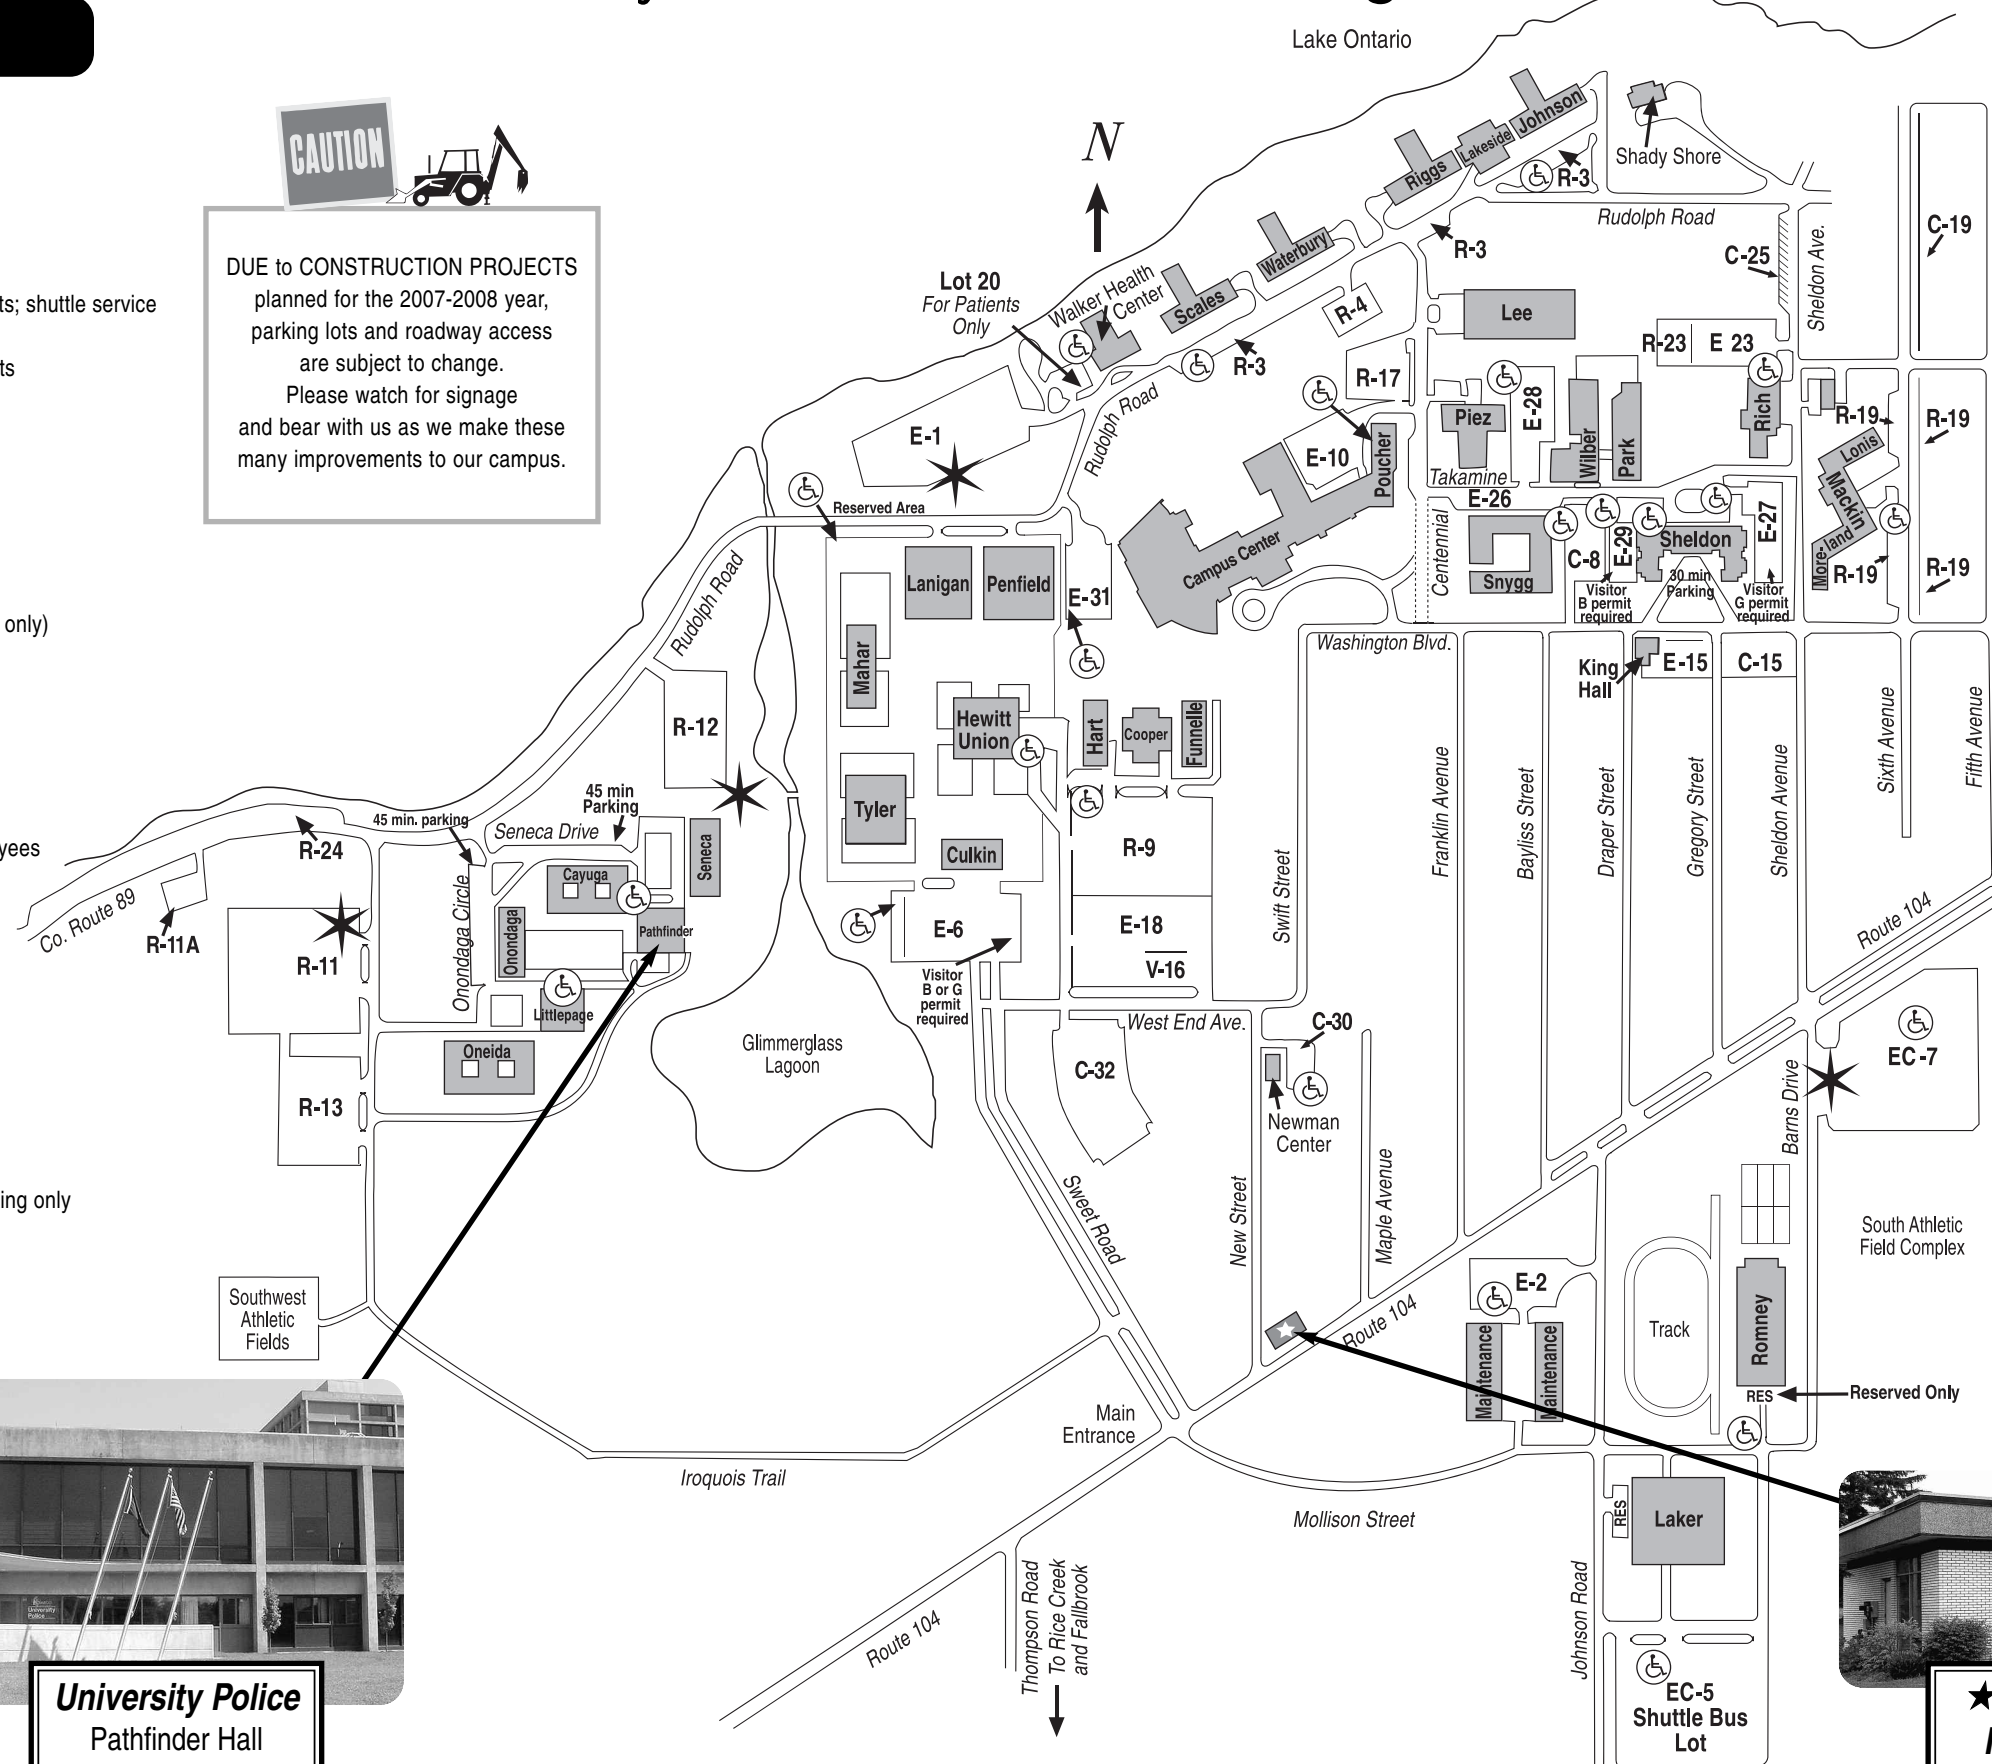 Lake Ontario
CAUTION
DUE to CONSTRUCTION PROJECTS
planned for the 2007-2008 year,
parking lots and roadway access
are subject to change.
Please watch for signage
and bear with us as we make these
many improvements to our campus.
ts; shuttle service
ts
only)
yees
ing only
N
Johnson
Lakeside
Riggs
R-3
Shady Shore
Rudolph Road
R-3
Waterbury
C-25
Sheldon Ave.
C-19
Lot 20
For Patients
Only
Walker Health
Center
Scales
R-4
Lee
R-3
R-23
E 23
R-17
Piez
E-28
Wilber
Park
Rich
R-19
R-19
Lonis
Mackin
More-
land
R-19
R-19
E-1
Rudolph Road
E-10
Poucher
Takamine
E-26
Reserved Area
Campus Center
Centennial
Snygg
C-8
E-29
Sheldon
E-27
Visitor
B permit
required
30 min
Parking
Visitor
G permit
required
Lanigan
Penfield
E-31
Rudolph Road
Mahar
Washington Blvd.
King
Hall
E-15
C-15
R-12
Hewitt
Union
Hart
Cooper
Funnelle
Franklin Avenue
Bayliss Street
Draper Street
Gregory Street
Sheldon Avenue
Sixth Avenue
Fifth Avenue
45 min
Parking
45 min. parking
Seneca Drive
Seneca
Tyler
Culkin
R-9
Swift Street
R-24
Co. Route 89
R-11A
R-11
Onondaga Circle
Cayuga
Onondaga
Pathfinder
Littlepage
Oneida
R-13
E-6
Visitor
B or G
permit
required
E-18
V-16
Route 104
West End Ave.
C-30
C-32
Glimmerglass
Lagoon
Newman
Center
EC-7
Barns Drive
Sweet Road
New Street
Maple Avenue
South Athletic
Field Complex
Southwest
Athletic
Fields
E-2
Route 104
Maintenance
Maintenance
Track
Romney
RES
Reserved Only
Main
Entrance
Iroquois Trail
Mollison Street
RES
Laker
Johnson Road
Route 104
Thompson Road
To Rice Creek
and Fallbrook
EC-5
Shuttle Bus
Lot
University
Police
University Police
Pathfinder Hall